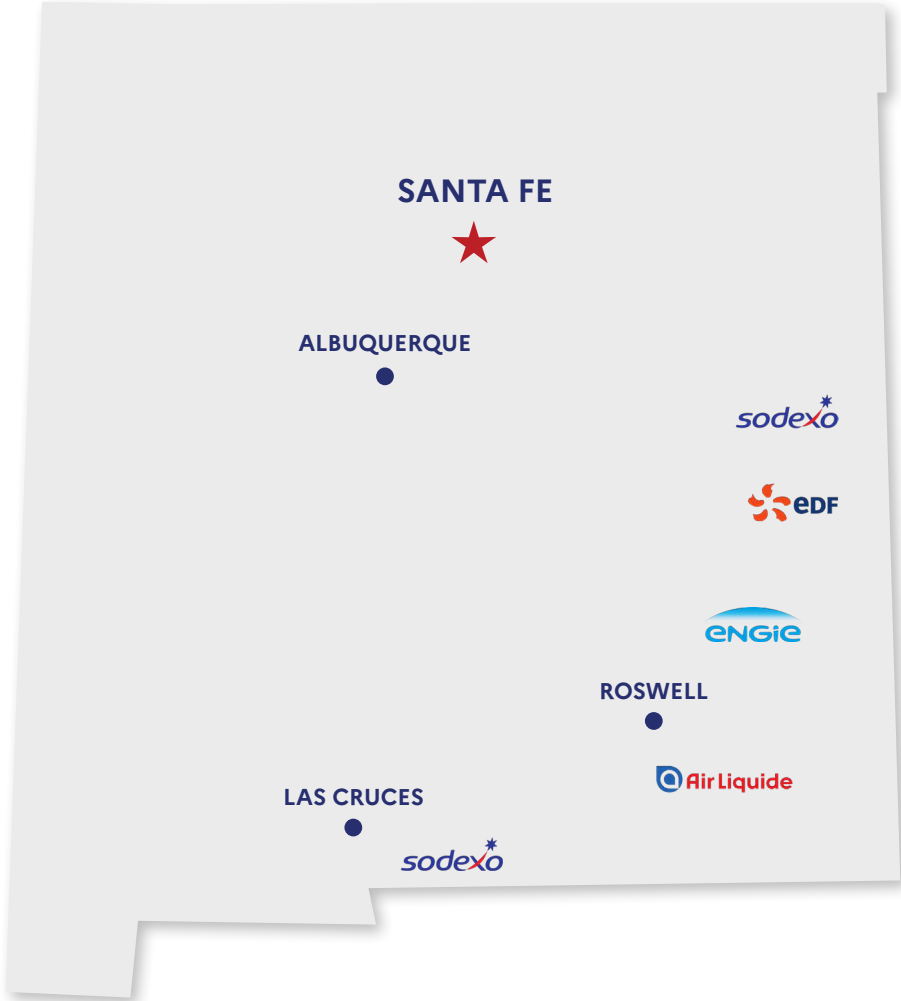 SANTA FE
ALBUQUERQUE
sodexo
eDF
ENGiE
ROSWELL
Air Liquide
LAS CRUCES
sodexo